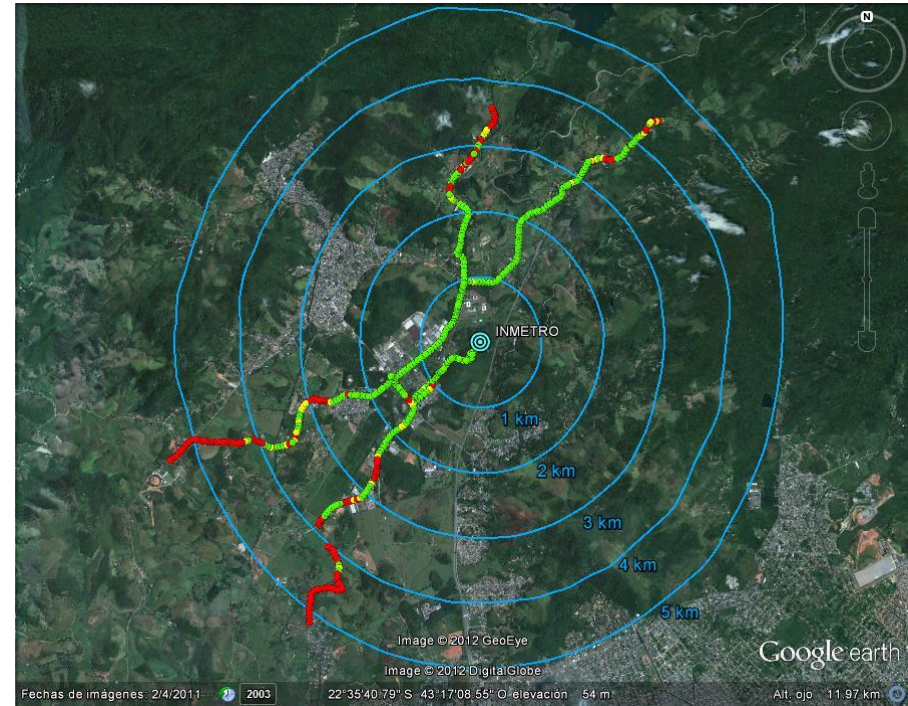 N
INMETRO
1 km
2 km
3 km
4 km
5 km
Image © 2012 GeoEye
Image © 2012 DigitalGlobe
Google earth
Fechas de imágenes: 2/4/2011 2003 22°35'40.79" S 43°17'08.55" O elevación 54 m Alt. ojo 11.97 km